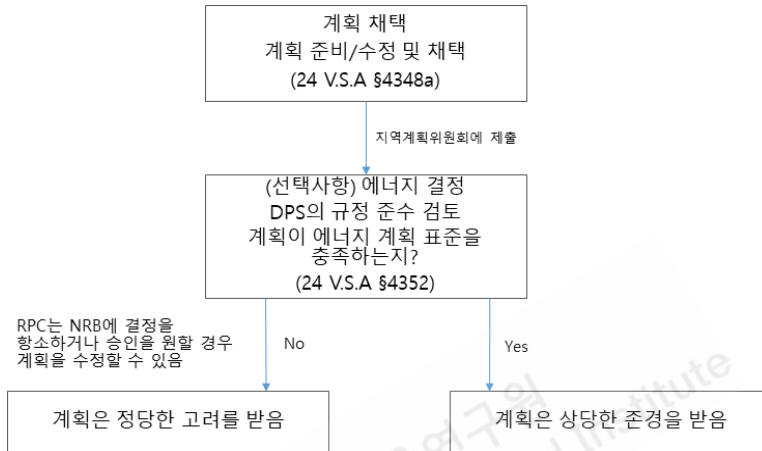 계획 채택
계획 준비/수정 및 채택
(24 V.S.A §4348a)
지역계획위원회에 제출
(선택사항) 에너지 결정
DPS의 규정 준수 검토
계획이 에너지 계획 표준을
충족하는지?
(24 V.S.A §4352)
RPC는 NRB에 결정을
항소하거나 승인을 원할 경우
계획을 수정할 수 있음
No
Yes
계획은 정당한 고려를 받음
계획은 상당한 존경을 받음
연구원
Institute